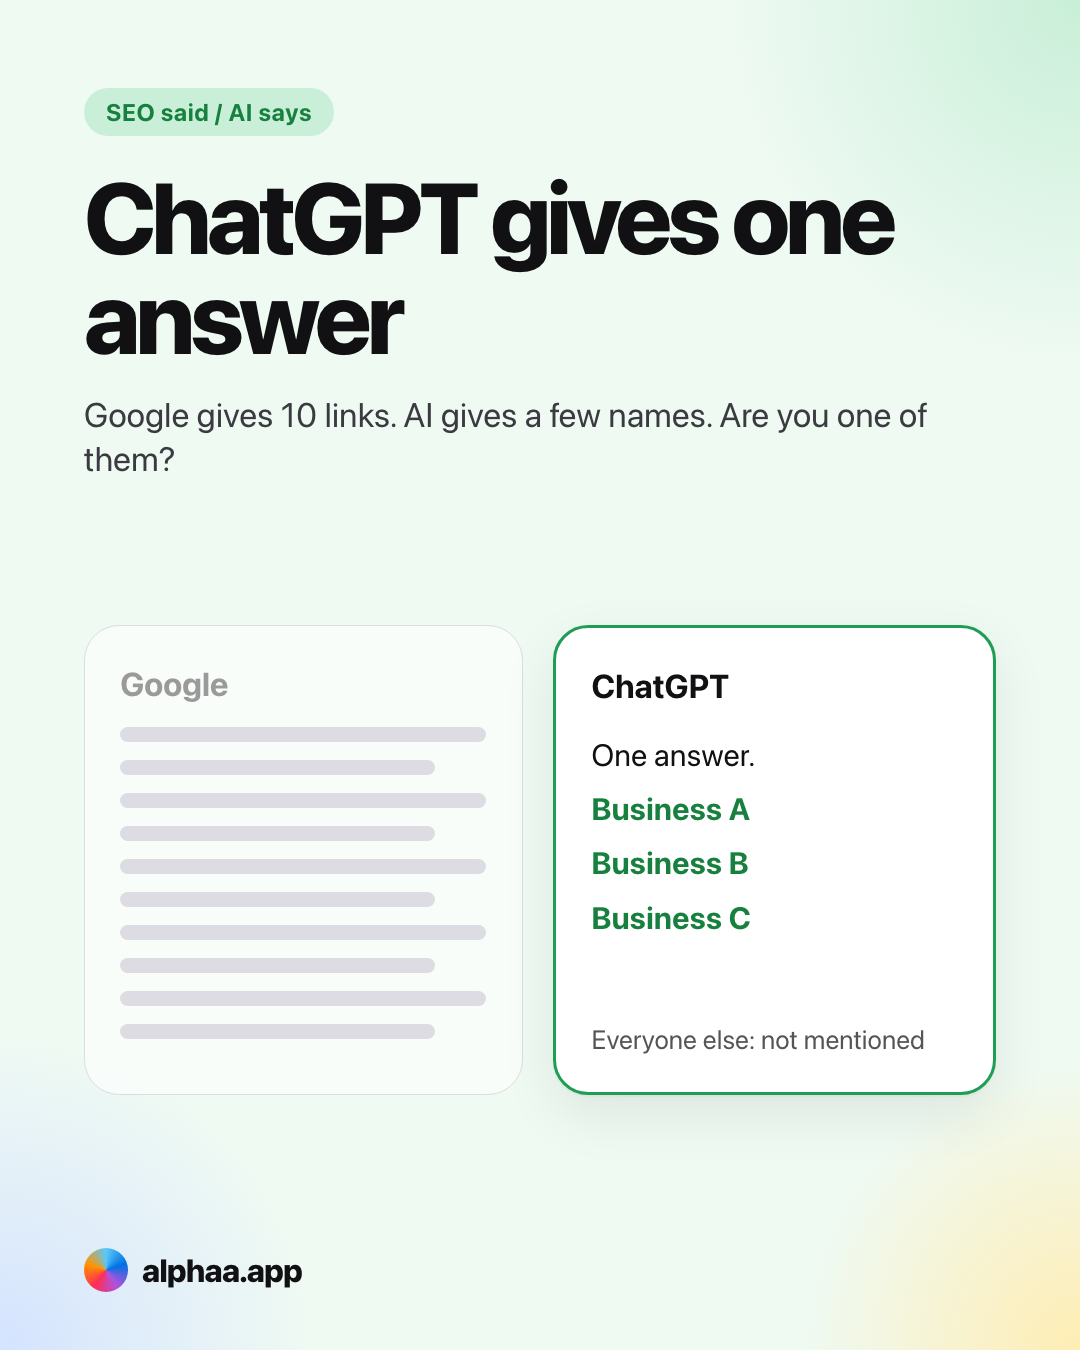 SEO said / AI says
ChatGPT gives one
answer
Google gives 10 links. AI gives a few names. Are you one of
them?
Google
ChatGPT
One answer.
Business A
Business B
Business C
Everyone else: not mentioned
alphaa.app